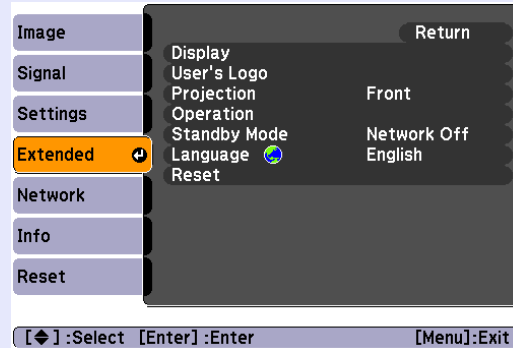 Image
Signal
Settings
Extended
Network
Info
Reset
Return
Display
User's Logo
Projection Front
Operation
Standby Mode Network Off
Language English
Reset
[◆] :Select [Enter] :Enter [Menu]:Exit